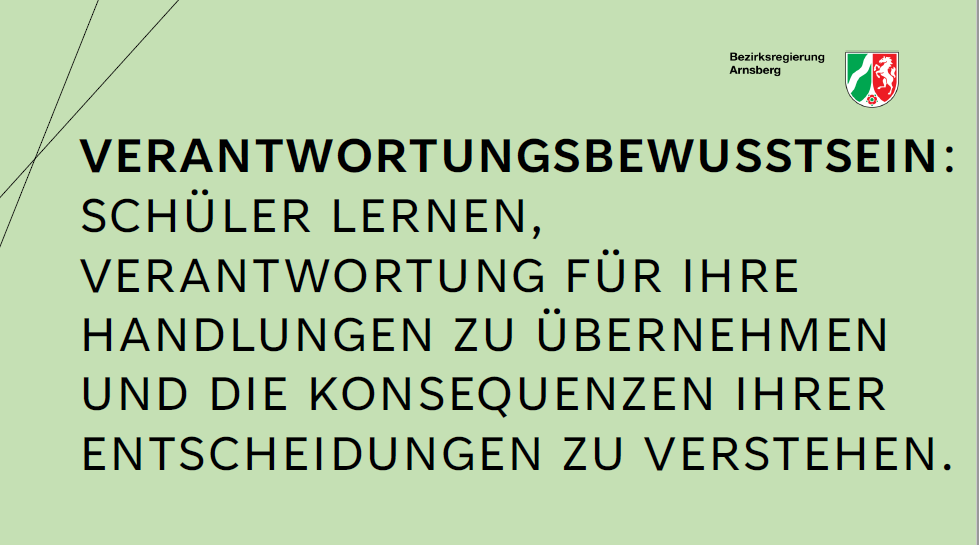 Bezirksregierung
Arnsberg
VERANTWORTUNGSBEWUSSTSEIN:
SCHÜLER LERNEN,
VERANTWORTUNG FÜR IHRE
HANDLUNGEN ZU ÜBERNEHMEN
UND DIE KONSEQUENZEN IHRER
ENTSCHEIDUNGEN ZU VERSTEHEN.